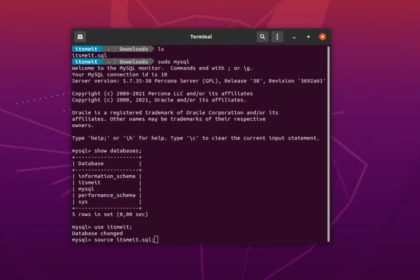 Terminal
itsmeit > ~ > Downloads > ls
itsmeit.sql
itsmeit > ~ > Downloads > sudo mysql
Welcome to the MySQL monitor.  Commands end with ; or \g.
Your MySQL connection id is 10
Server version: 5.7.35-38 Percona Server (GPL), Release '38', Revision '3692a61'
Copyright (c) 2009-2021 Percona LLC and/or its affiliates
Copyright (c) 2000, 2021, Oracle and/or its affiliates.
Oracle is a registered trademark of Oracle Corporation and/or its
affiliates. Other names may be trademarks of their respective
owners.
Type 'help;' or '\h' for help. Type '\c' to clear the current input statement.
mysql> show databases;
+--------------------+
| Database           |
+--------------------+
| information_schema |
| itsmeit            |
| mysql              |
| performance_schema |
| sys                |
+--------------------+
5 rows in set (0,00 sec)
mysql> use itsmeit;
Database changed
mysql> source itsmeit.sql;